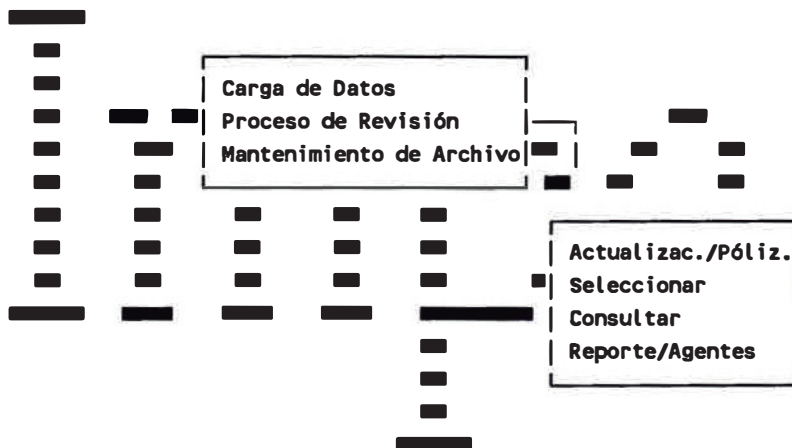 Carga de Datos
Proceso de Revisión
Mantenimiento de Archivo
Actualizac./Póliz.
Seleccionar
Consultar
Reporte/Agentes